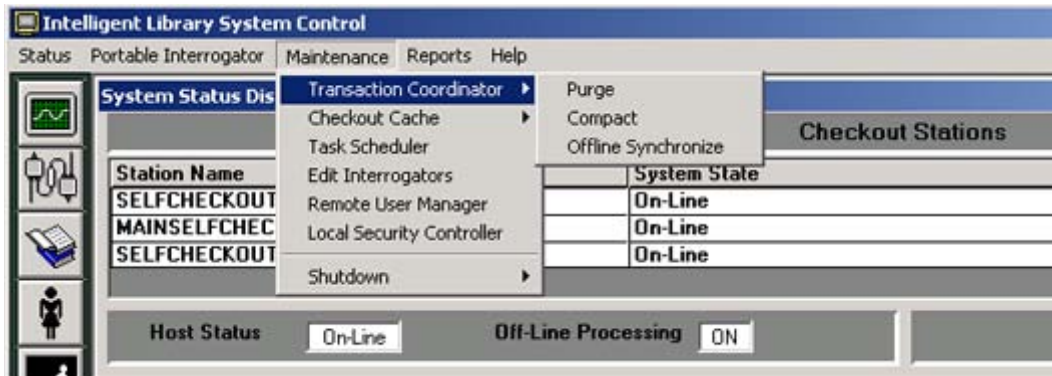 Intelligent Library System Control
Status Portable Interrogator Maintenance Reports Help
System Status Dis
Transaction Coordinator
Checkout Cache
Task Scheduler
Edit Interrogators
Remote User Manager
Local Security Controller
Shutdown
Purge
Compact
Offline Synchronize
Checkout Stations
Station Name System State
SELFCHECKOUT On-Line
MAINSELFCHEC On-Line
SELFCHECKOUT On-Line
Host Status On-Line Off-Line Processing ON